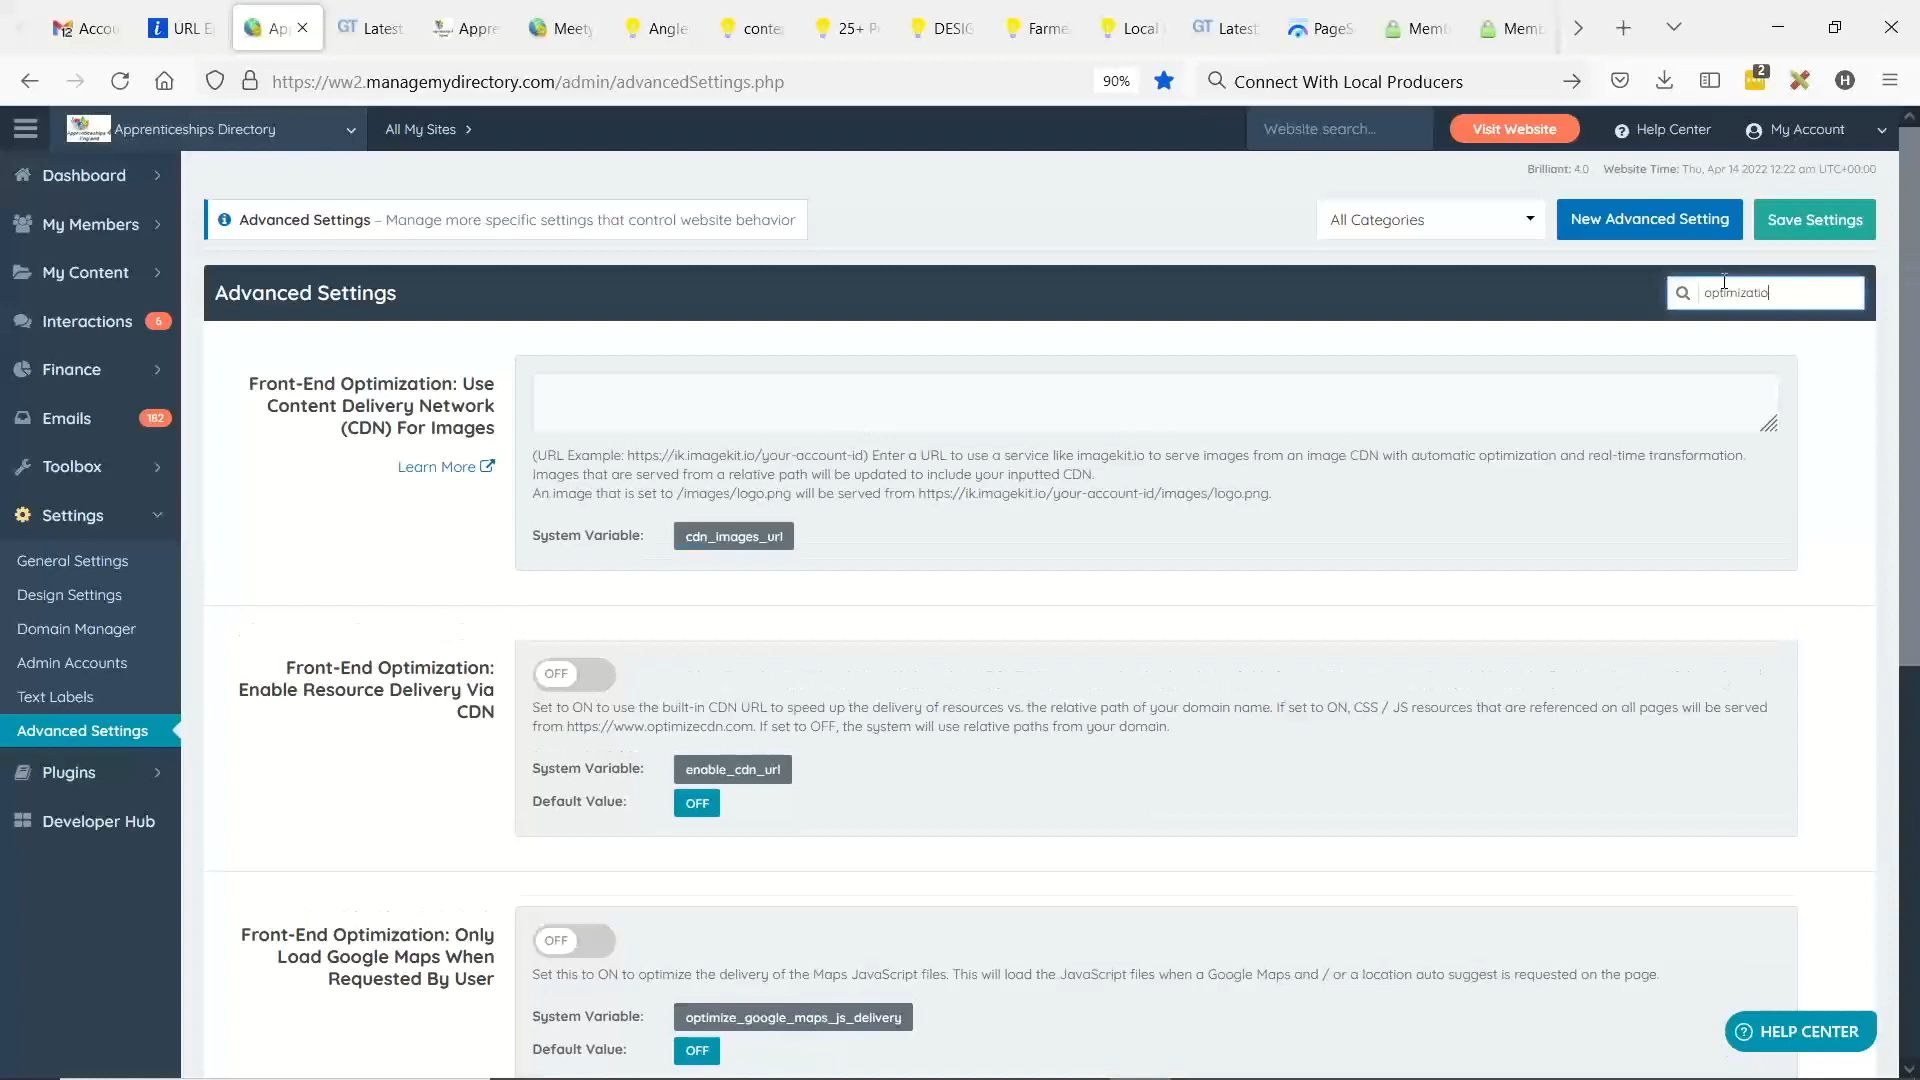 Accou
URL E
Ap
GT Latest
Appre
Meety
Angle
conte
25+ P
DESIG
Farme
Local
GT Latest
PageS
Memb
Memb
https://ww2.managemydirectory.com/admin/advancedSettings.php
90%
Connect With Local Producers
2
H
Apprenticeships Directory
All My Sites
Website search...
Visit Website
Help Center
My Account
Brilliant: 4.0 Website Time: Thu, Apr 14 2022 12:22 am UTC+00:00
Dashboard
My Members
My Content
Interactions 6
Finance
Emails 182
Toolbox
Settings
General Settings
Design Settings
Domain Manager
Admin Accounts
Text Labels
Advanced Settings
Plugins
Developer Hub
Advanced Settings – Manage more specific settings that control website behavior
All Categories
New Advanced Setting
Save Settings
Advanced Settings
optimizatio
Front-End Optimization: Use
Content Delivery Network
(CDN) For Images
Learn More
(URL Example: https://ik.imagekit.io/your-account-id) Enter a URL to use a service like imagekit.io to serve images from an image CDN with automatic optimization and real-time transformation.
Images that are served from a relative path will be updated to include your inputted CDN.
An image that is set to /images/logo.png will be served from https://ik.imagekit.io/your-account-id/images/logo.png.
System Variable: cdn_images_url
Front-End Optimization:
Enable Resource Delivery Via
CDN
OFF
Set to ON to use the built-in CDN URL to speed up the delivery of resources vs. the relative path of your domain name. If set to ON, CSS / JS resources that are referenced on all pages will be served
from https://www.optimizecdn.com. If set to OFF, the system will use relative paths from your domain.
System Variable: enable_cdn_url
Default Value: OFF
Front-End Optimization: Only
Load Google Maps When
Requested By User
OFF
Set this to ON to optimize the delivery of the Maps JavaScript files. This will load the JavaScript files when a Google Maps and / or a location auto suggest is requested on the page.
System Variable: optimize_google_maps_js_delivery
Default Value: OFF
HELP CENTER